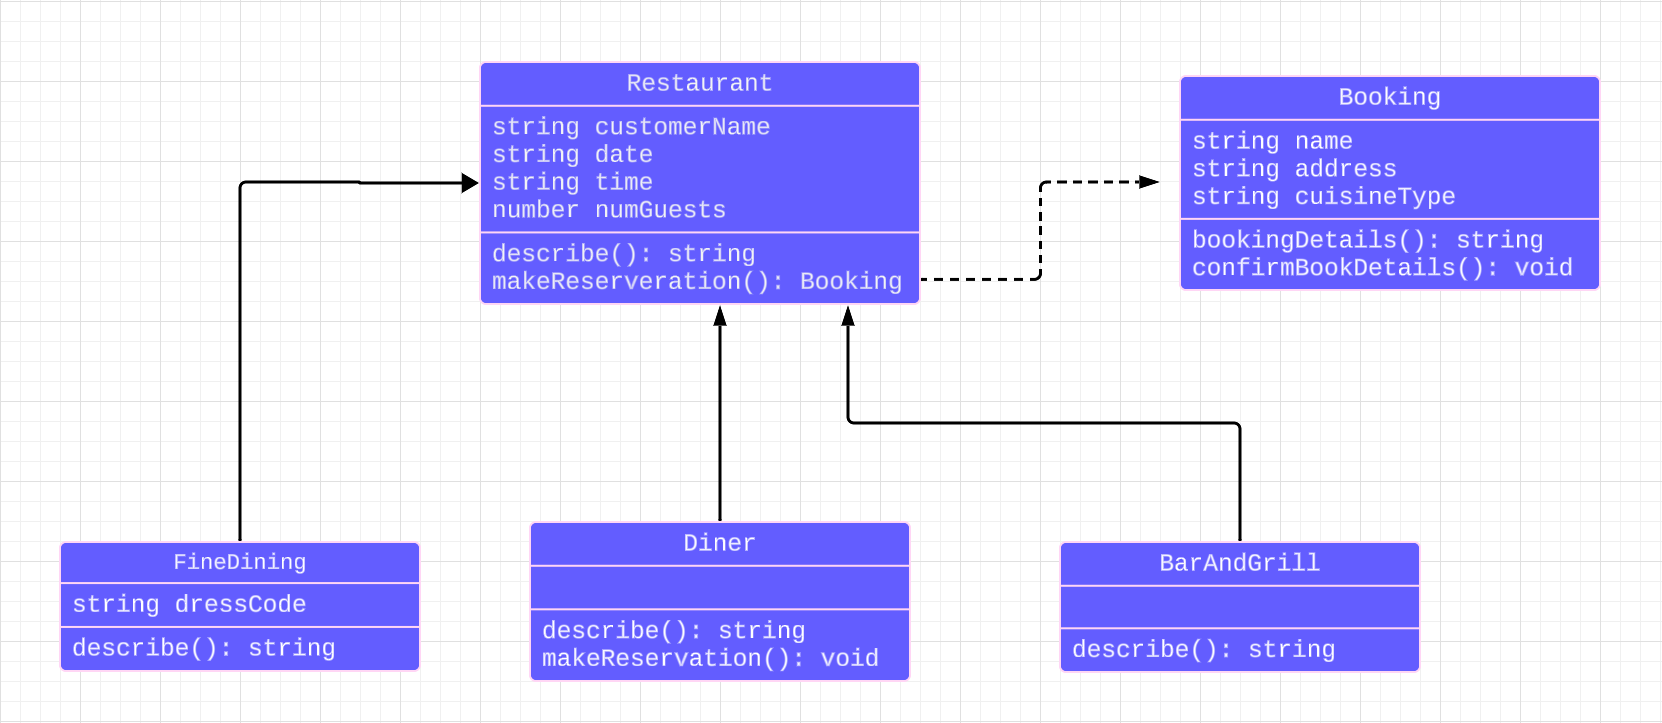 Restaurant
string customerName
string date
string time
number numGuests
describe(): string
makeReserveration(): Booking
Booking
string name
string address
string cuisineType
bookingDetails(): string
confirmBookDetails(): void
FineDining
string dressCode
describe(): string
Diner
describe(): string
makeReservation(): void
BarAndGrill
describe(): string